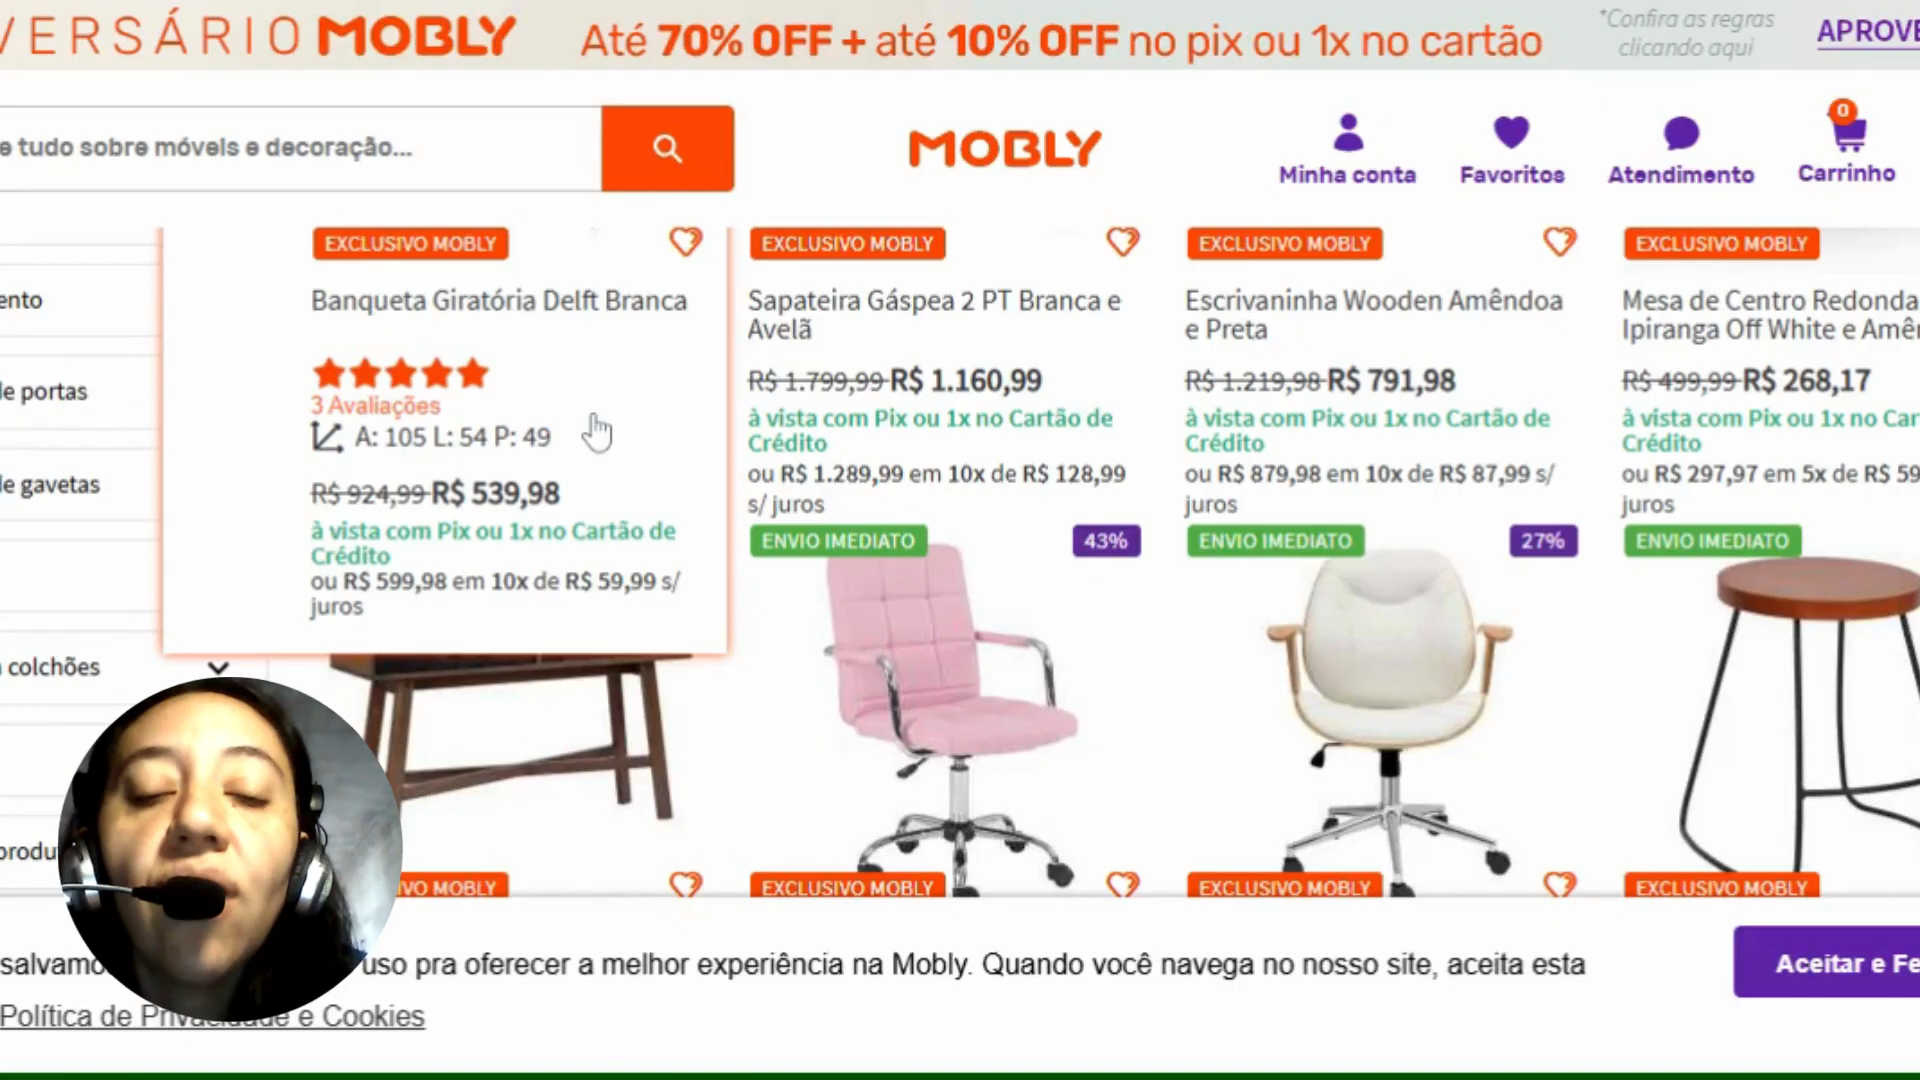 VERSÁRIO MOBLY Até 70% OFF + até 10% OFF no pix ou 1x no cartão
*Confira as regras
clicando aqui
APROVE
0
e tudo sobre móveis e decoração...
MOBLY
Minha conta Favoritos Atendimento Carrinho
ento
de portas
de gavetas
colchões
produ
EXCLUSIVO MOBLY
Banqueta Giratória Delft Branca
3 Avaliações
A: 105 L: 54 P: 49
R$ 924,99 R$ 539,98
à vista com Pix ou 1x no Cartão de
Crédito
ou R$ 599,98 em 10x de R$ 59,99 s/
juros
EXCLUSIVO MOBLY
Sapateira Gáspea 2 PT Branca e
Avelã
R$ 1.799,99 R$ 1.160,99
à vista com Pix ou 1x no Cartão de
Crédito
ou R$ 1.289,99 em 10x de R$ 128,99
s/ juros
EXCLUSIVO MOBLY
Escrivaninha Wooden Amêndoa
e Preta
R$ 1.219,98 R$ 791,98
à vista com Pix ou 1x no Cartão de
Crédito
ou R$ 879,98 em 10x de R$ 87,99 s/
juros
EXCLUSIVO MOBLY
Mesa de Centro Redonda
Ipiranga Off White e Amên
R$ 499,99 R$ 268,17
à vista com Pix ou 1x no Car
Crédito
ou R$ 297,97 em 5x de R$ 59
juros
ENVIO IMEDIATO 43%
ENVIO IMEDIATO 27%
ENVIO IMEDIATO
IVO MOBLY
EXCLUSIVO MOBLY
EXCLUSIVO MOBLY
EXCLUSIVO MOBLY
salvamo uso pra oferecer a melhor experiência na Mobly. Quando você navega no nosso site, aceita esta
Política de Privacidade e Cookies
Aceitar e Fe